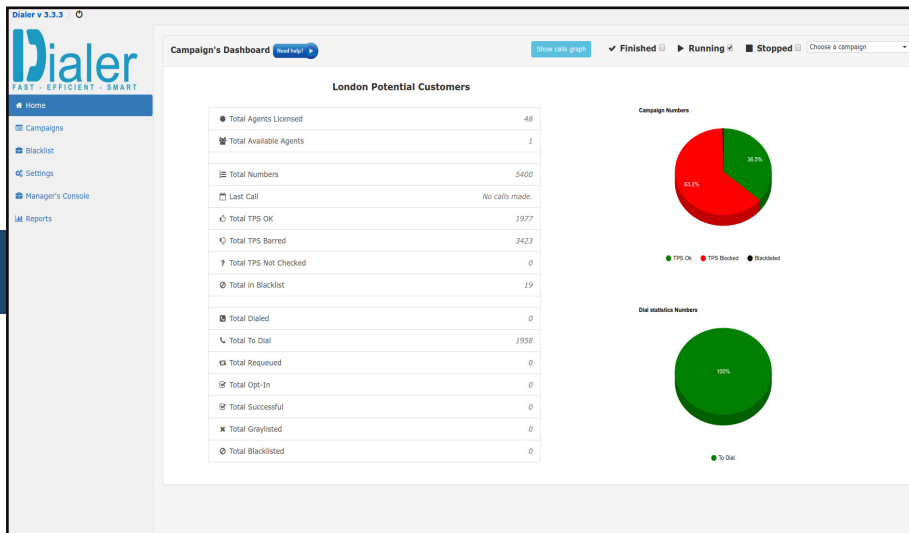 Dialer v 3.3.3
Dialer
FAST - EFFICIENT - SMART
Home
Campaigns
Blacklist
Settings
Manager's Console
Reports
Campaign's Dashboard Need help?
Show calls graph Finished Running Stopped Choose a campaign
London Potential Customers
Total Agents Licensed 48
Total Available Agents 1
Total Numbers 5400
Last Call No calls made.
Total TPS OK 1977
Total TPS Barred 3423
? Total TPS Not Checked 0
Total In Blacklist 19
Total Dialed 0
Total To Dial 1958
Total Requeued 0
Total Opt-In 0
Total Successful 0
Total Graylisted 0
Total Blacklisted 0
Campaign Numbers
36.5%
63.2%
TPS Ok TPS Blocked Blacklisted
Dial statistics Numbers
100%
To Dial